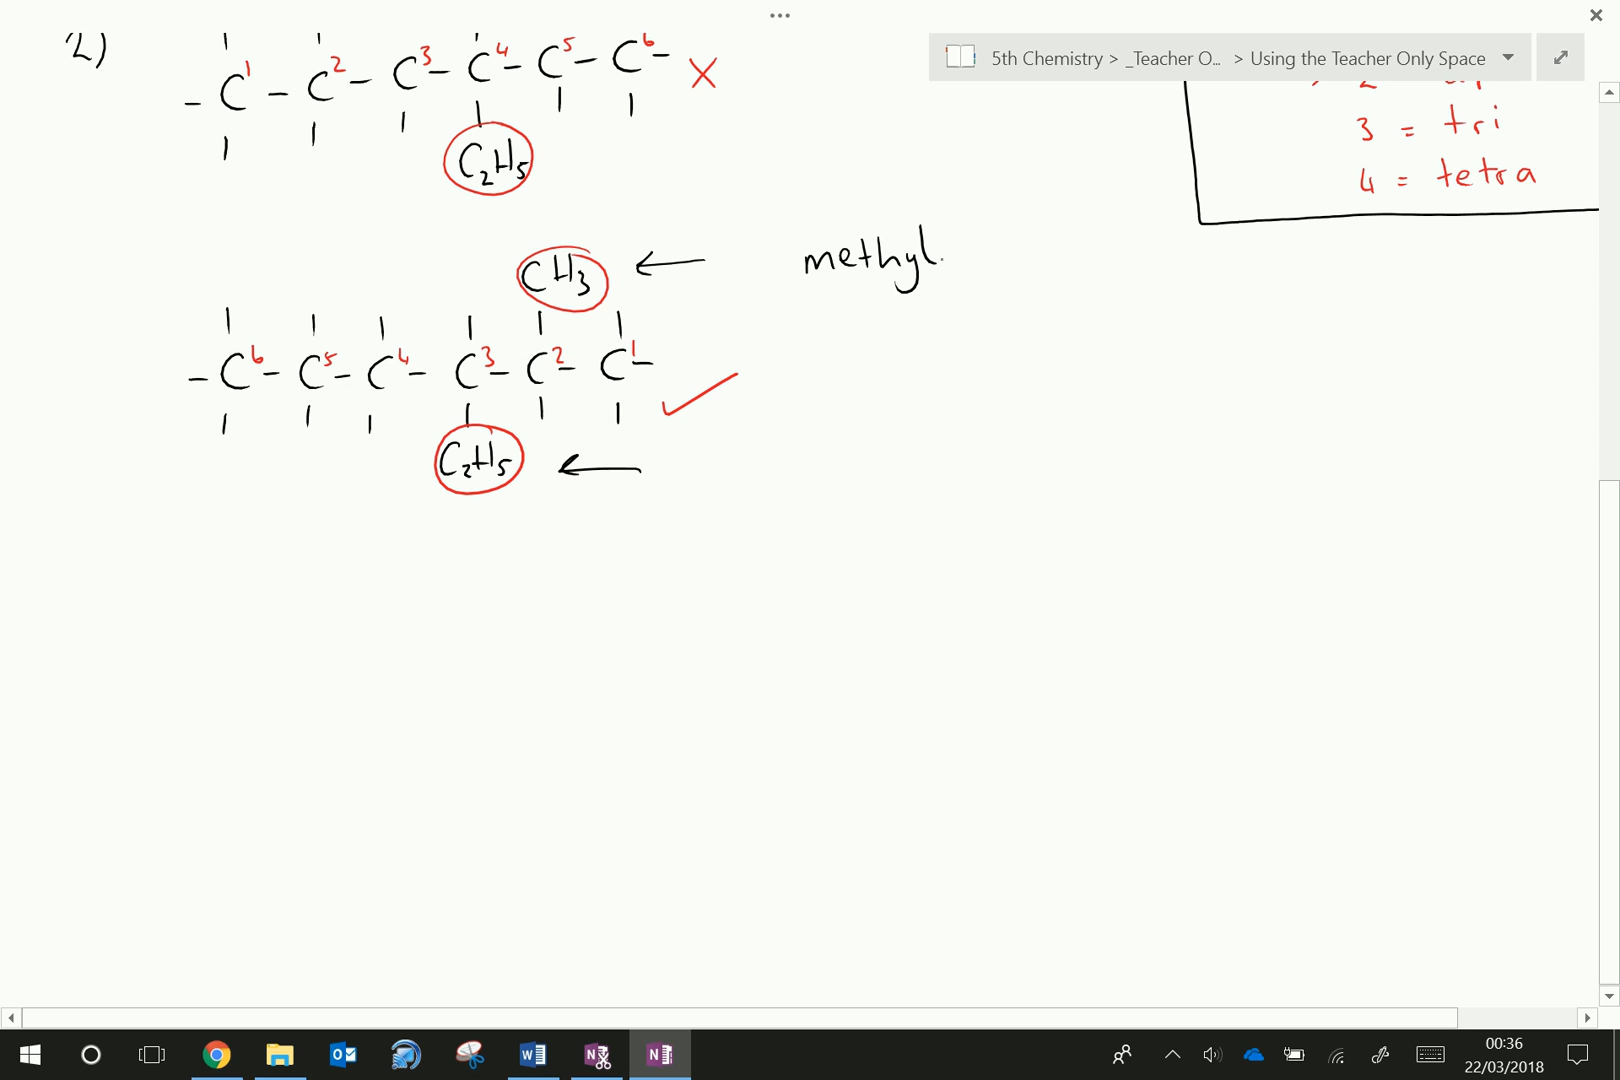 5th Chemistry > _Teacher O... > Using the Teacher Only Space
2)
- C¹ - C² - C³ - C⁴ - C⁵ - C⁶ - X
C₂H₅
3 = tri
4 = tetra
CH₃ ← methyl
- C⁶ - C⁵ - C⁴ - C³ - C² - C¹ - ✓
C₂H₅ ←
00:36
22/03/2018